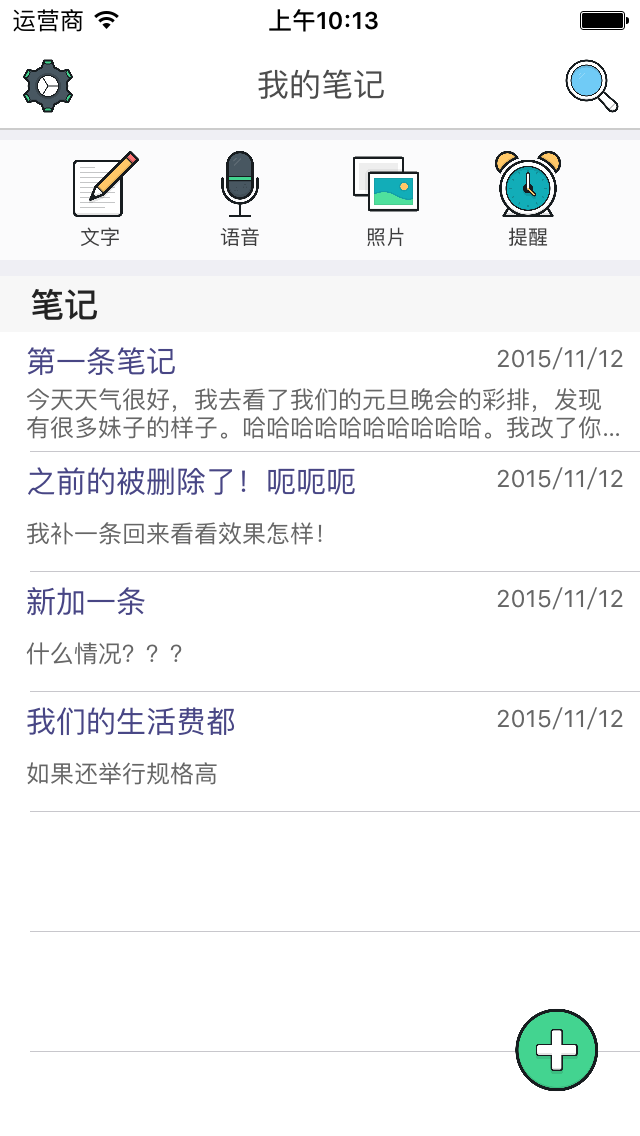 运营商 上午10:13
我的笔记
文字 语音 照片 提醒
笔记
第一条笔记 2015/11/12
今天天气很好，我去看了我们的元旦晚会的彩排，发现
有很多妹子的样子。哈哈哈哈哈哈哈哈哈哈。我改了你...
之前的被删除了！呃呃呃 2015/11/12
我补一条回来看看效果怎样！
新加一条 2015/11/12
什么情况？？？
我们的生活费都 2015/11/12
如果还举行规格高